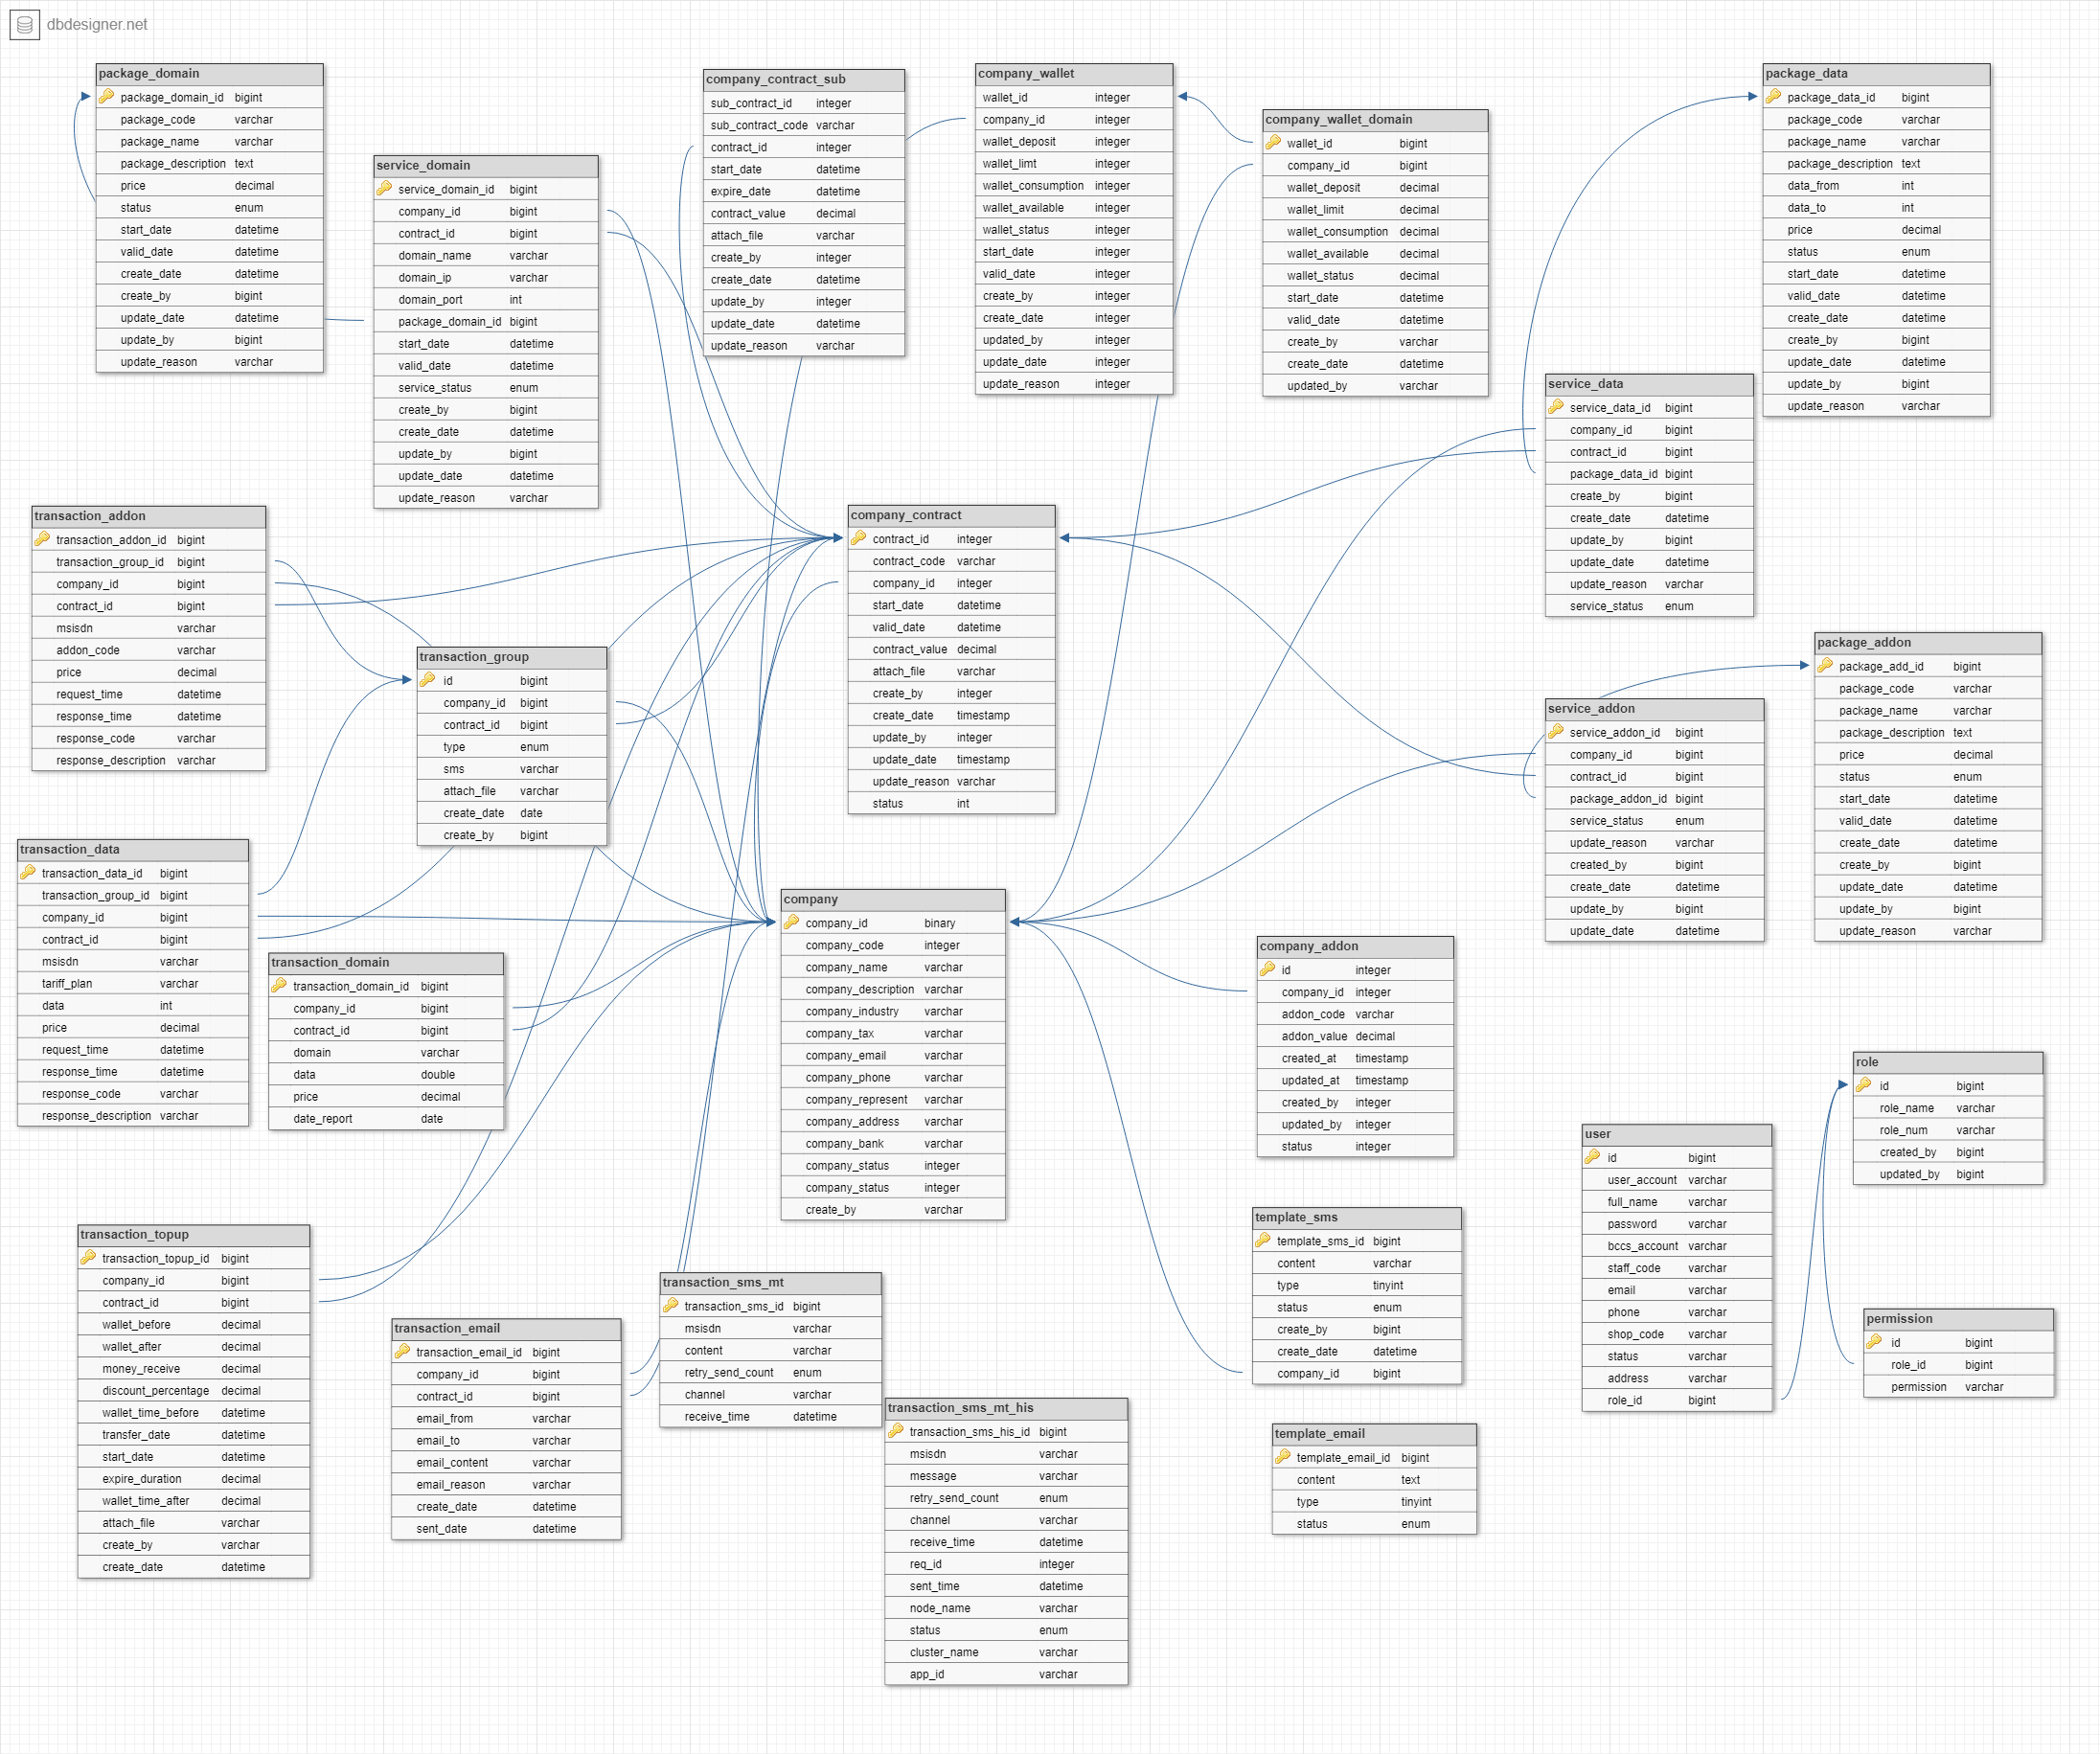 dbdesigner.net
package_domain
package_domain_id bigint
package_code varchar
package_name varchar
package_description text
price decimal
status enum
start_date datetime
valid_date datetime
create_date datetime
create_by bigint
update_date datetime
update_by bigint
update_reason varchar
service_domain
service_domain_id bigint
company_id bigint
contract_id bigint
domain_name varchar
domain_ip varchar
domain_port int
package_domain_id bigint
start_date datetime
valid_date datetime
service_status enum
create_by bigint
create_date datetime
update_by bigint
update_date datetime
update_reason varchar
company_contract_sub
sub_contract_id integer
sub_contract_code varchar
contract_id integer
start_date datetime
expire_date datetime
contract_value decimal
attach_file varchar
create_by integer
create_date datetime
update_by integer
update_date datetime
update_reason varchar
company_wallet
wallet_id integer
company_id integer
wallet_deposit integer
wallet_limt integer
wallet_consumption integer
wallet_available integer
wallet_status integer
start_date integer
valid_date integer
create_by integer
create_date integer
updated_by integer
update_date integer
update_reason integer
company_wallet_domain
wallet_id bigint
company_id bigint
wallet_deposit decimal
wallet_limit decimal
wallet_consumption decimal
wallet_available decimal
wallet_status decimal
start_date datetime
valid_date datetime
create_by varchar
create_date datetime
updated_by varchar
package_data
package_data_id bigint
package_code varchar
package_name varchar
package_description text
data_from int
data_to int
price decimal
status enum
start_date datetime
valid_date datetime
create_date datetime
create_by bigint
update_date datetime
update_by bigint
update_reason varchar
service_data
service_data_id bigint
company_id bigint
contract_id bigint
package_data_id bigint
create_by bigint
create_date datetime
update_by bigint
update_date datetime
update_reason varchar
service_status enum
transaction_addon
transaction_addon_id bigint
transaction_group_id bigint
company_id bigint
contract_id bigint
msisdn varchar
addon_code varchar
price decimal
request_time datetime
response_time datetime
response_code varchar
response_description varchar
transaction_group
id bigint
company_id bigint
contract_id bigint
type enum
sms varchar
attach_file varchar
create_date date
create_by bigint
company_contract
contract_id integer
contract_code varchar
company_id integer
start_date datetime
valid_date datetime
contract_value decimal
attach_file varchar
create_by integer
create_date timestamp
update_by integer
update_date timestamp
update_reason varchar
status int
package_addon
package_add_id bigint
package_code varchar
package_name varchar
package_description text
price decimal
status enum
start_date datetime
valid_date datetime
create_date datetime
create_by bigint
update_date datetime
update_by bigint
update_reason varchar
service_addon
service_addon_id bigint
company_id bigint
contract_id bigint
package_addon_id bigint
service_status enum
update_reason varchar
created_by bigint
create_date datetime
update_by bigint
update_date datetime
transaction_data
transaction_data_id bigint
transaction_group_id bigint
company_id bigint
contract_id bigint
msisdn varchar
tariff_plan varchar
data int
price decimal
request_time datetime
response_time datetime
response_code varchar
response_description varchar
transaction_domain
transaction_domain_id bigint
company_id bigint
contract_id bigint
domain varchar
data double
price decimal
date_report date
company
company_id binary
company_code integer
company_name varchar
company_description varchar
company_industry varchar
company_tax varchar
company_email varchar
company_phone varchar
company_represent varchar
company_address varchar
company_bank varchar
company_status integer
company_status integer
create_by varchar
company_addon
id integer
company_id integer
addon_code varchar
addon_value decimal
created_at timestamp
updated_at timestamp
created_by integer
updated_by integer
status integer
role
id bigint
role_name varchar
role_num varchar
created_by bigint
updated_by bigint
user
id bigint
user_account varchar
full_name varchar
password varchar
bccs_account varchar
staff_code varchar
email varchar
phone varchar
shop_code varchar
status varchar
address varchar
role_id bigint
permission
id bigint
role_id bigint
permission varchar
template_sms
template_sms_id bigint
content varchar
type tinyint
status enum
create_by bigint
create_date datetime
company_id bigint
transaction_topup
transaction_topup_id bigint
company_id bigint
contract_id bigint
wallet_before decimal
wallet_after decimal
money_receive decimal
discount_percentage decimal
wallet_time_before datetime
transfer_date datetime
start_date datetime
expire_duration decimal
wallet_time_after decimal
attach_file varchar
create_by varchar
create_date datetime
transaction_email
transaction_email_id bigint
company_id bigint
contract_id bigint
email_from varchar
email_to varchar
email_content varchar
email_reason varchar
create_date datetime
sent_date datetime
transaction_sms_mt
transaction_sms_id bigint
msisdn varchar
content varchar
retry_send_count enum
channel varchar
receive_time datetime
transaction_sms_mt_his
transaction_sms_his_id bigint
msisdn varchar
message varchar
retry_send_count enum
channel varchar
receive_time datetime
req_id integer
sent_time datetime
node_name varchar
status enum
cluster_name varchar
app_id varchar
template_email
template_email_id bigint
content text
type tinyint
status enum